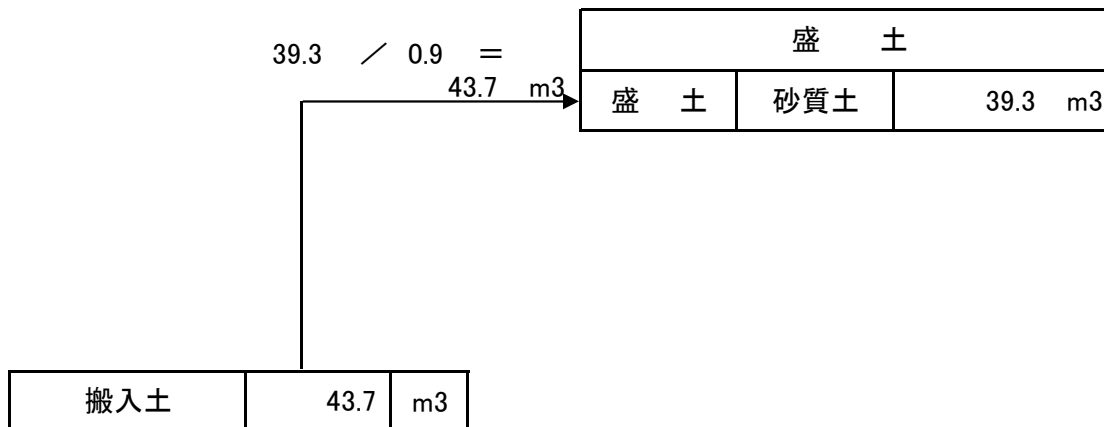 盛　　土
39.3　／　0.9　＝
43.7　m3
盛　土　砂質土　39.3　m3
搬入土　43.7　m3